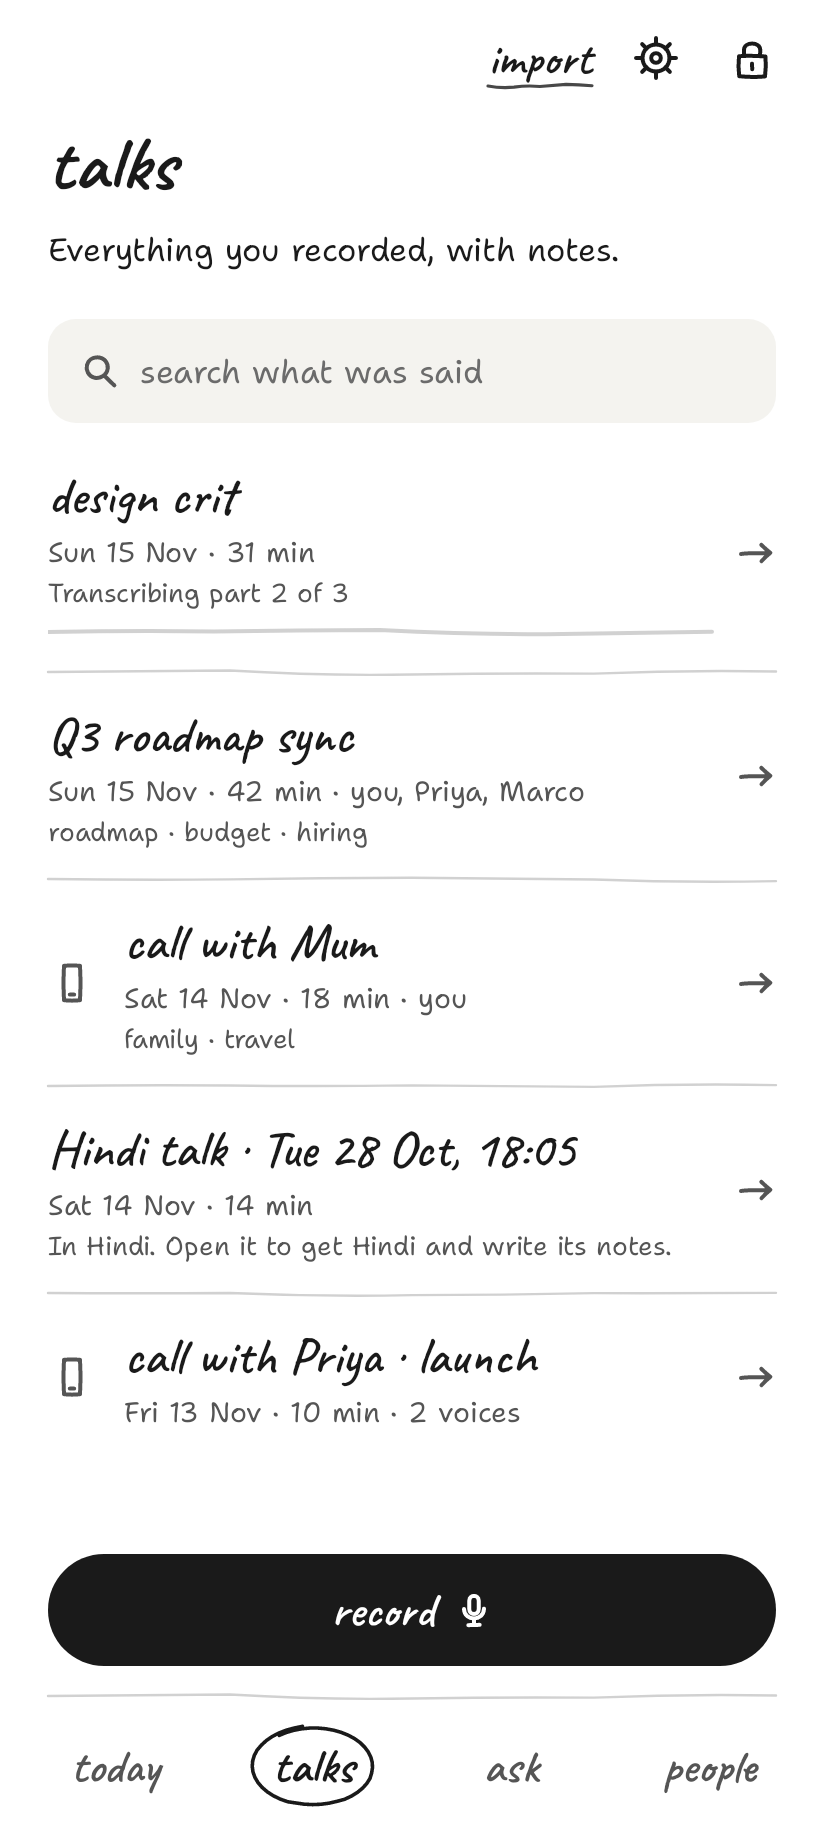 import
talks
Everything you recorded, with notes.
search what was said
design crit
Sun 15 Nov · 31 min
Transcribing part 2 of 3
Q3 roadmap sync
Sun 15 Nov · 42 min · you, Priya, Marco
roadmap · budget · hiring
call with Mum
Sat 14 Nov · 18 min · you
family · travel
Hindi talk · Tue 28 Oct, 18:05
Sat 14 Nov · 14 min
In Hindi. Open it to get Hindi and write its notes.
call with Priya · launch
Fri 13 Nov · 10 min · 2 voices
record
today talks ask people